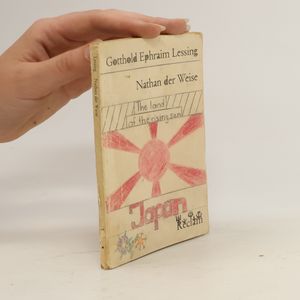 Gotthold Ephraim Lessing
Nathan der Weise
The land
of the rising sun
Japan
Reclam